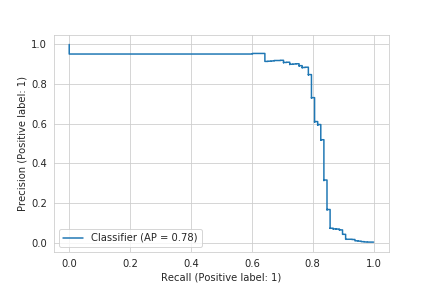 1.0
0.8
0.6
0.4
0.2
0.0
Precision (Positive label: 1)
Classifier (AP = 0.78)
0.0 0.2 0.4 0.6 0.8 1.0
Recall (Positive label: 1)